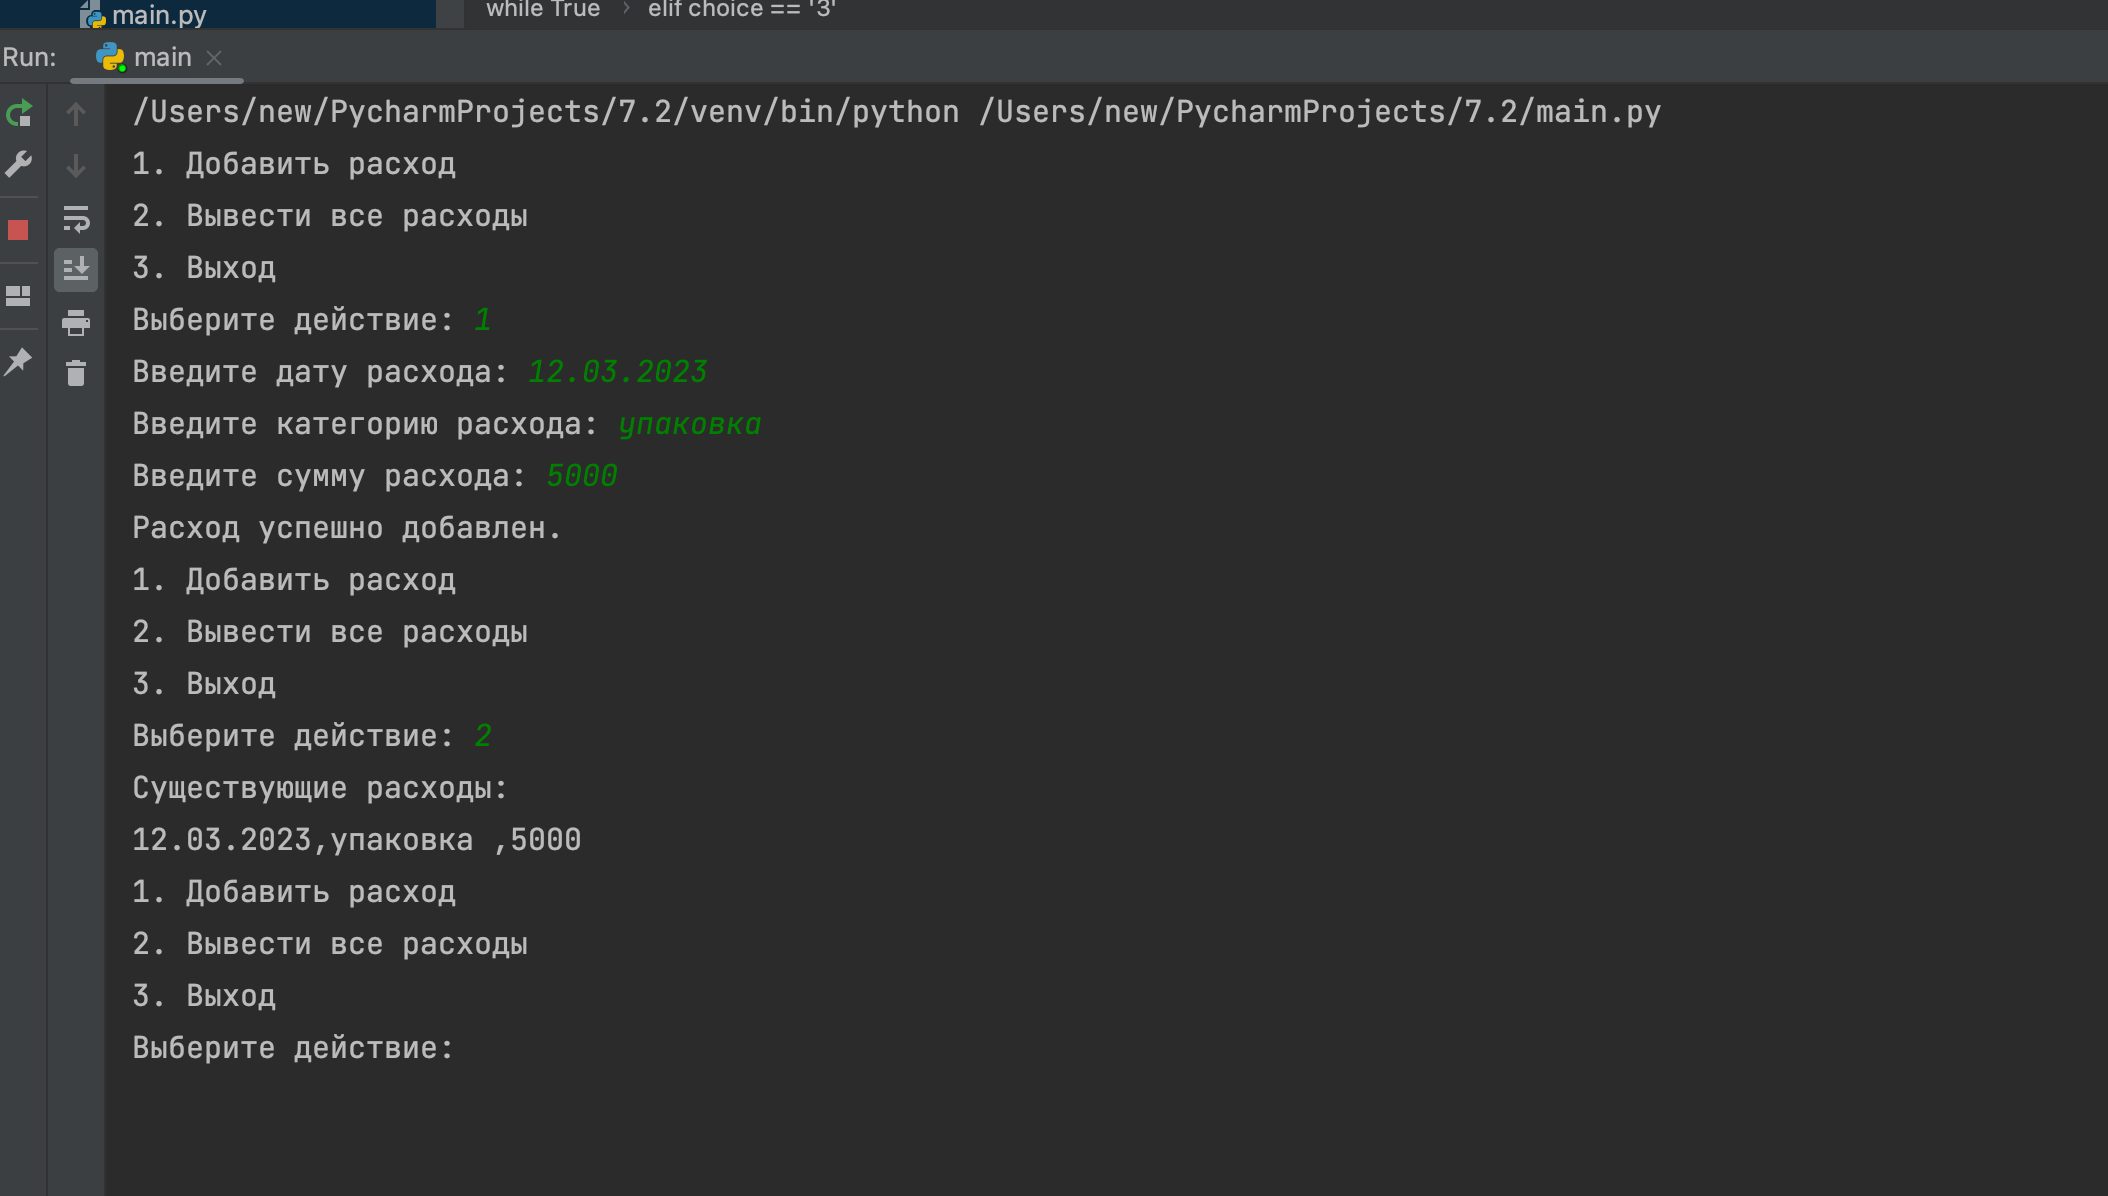 main.py
while True › elif choice == '3'
Run: main
/Users/new/PycharmProjects/7.2/venv/bin/python /Users/new/PycharmProjects/7.2/main.py
1. Добавить расход
2. Вывести все расходы
3. Выход
Выберите действие: 1
Введите дату расхода: 12.03.2023
Введите категорию расхода: упаковка
Введите сумму расхода: 5000
Расход успешно добавлен.
1. Добавить расход
2. Вывести все расходы
3. Выход
Выберите действие: 2
Существующие расходы:
12.03.2023,упаковка ,5000
1. Добавить расход
2. Вывести все расходы
3. Выход
Выберите действие: